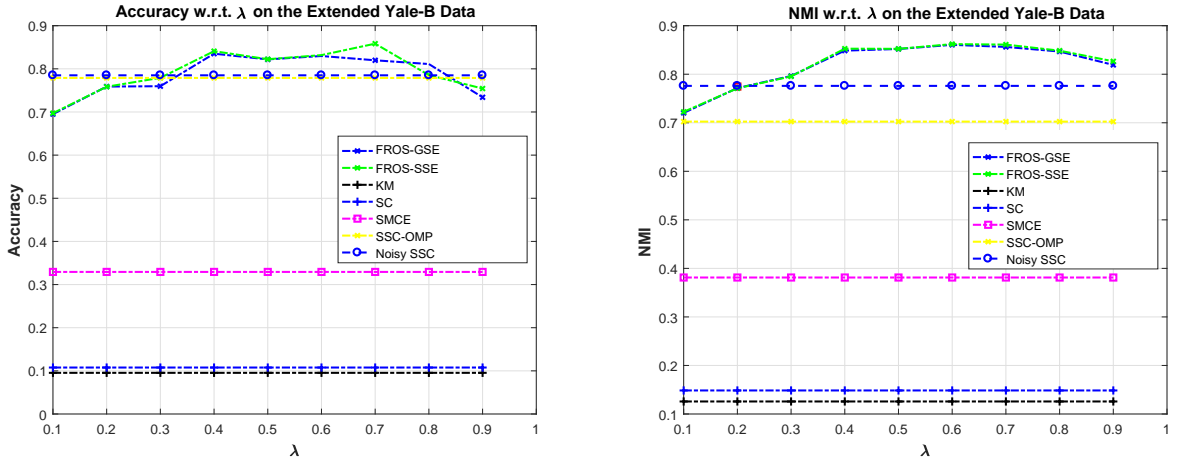 Accuracy w.r.t. λ on the Extended Yale-B Data
0.9
0.8
0.7
0.6
0.5
0.4
0.3
0.2
0.1
0
Accuracy
FROS-GSE
FROS-SSE
KM
SC
SMCE
SSC-OMP
Noisy SSC
0.1 0.2 0.3 0.4 0.5 0.6 0.7 0.8 0.9 1
λ
NMI w.r.t. λ on the Extended Yale-B Data
0.9
0.8
0.7
0.6
0.5
0.4
0.3
0.2
0.1
NMI
FROS-GSE
FROS-SSE
KM
SC
SMCE
SSC-OMP
Noisy SSC
0.1 0.2 0.3 0.4 0.5 0.6 0.7 0.8 0.9 1
λ